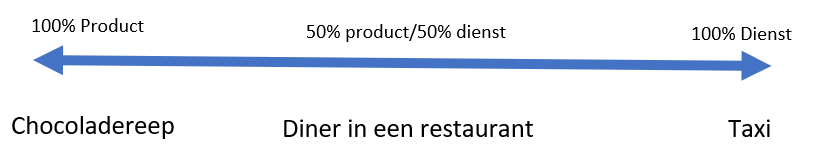 100% Product
50% product/50% dienst
100% Dienst
Chocoladereep
Diner in een restaurant
Taxi